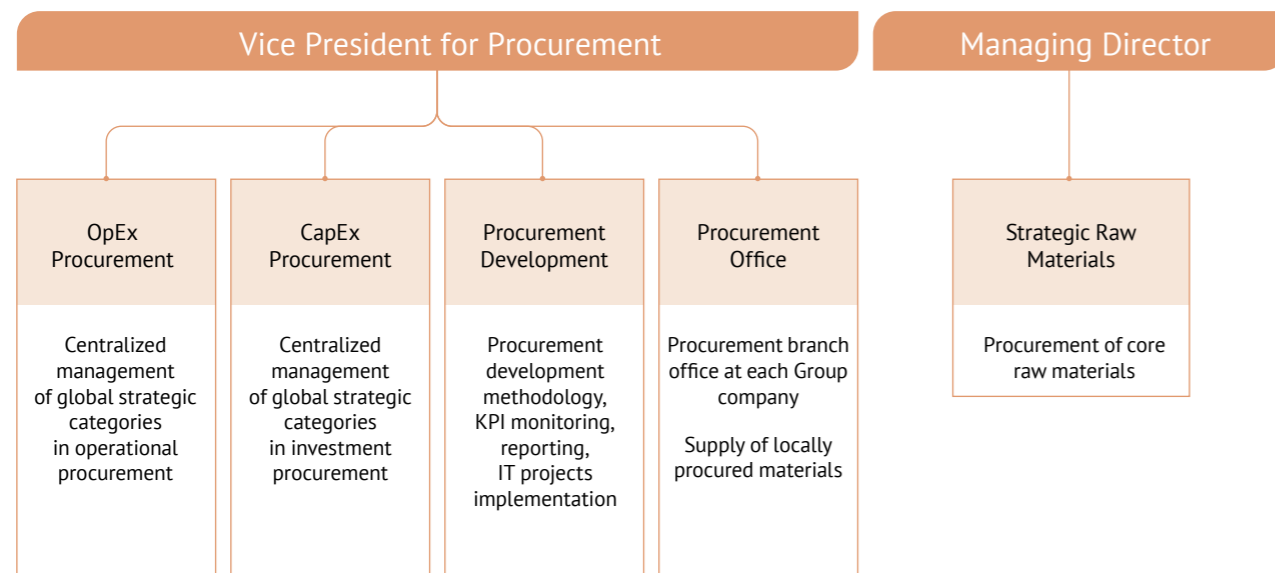 Vice President for Procurement
Managing Director
OpEx
Procurement
CapEx
Procurement
Procurement
Development
Procurement
Office
Strategic Raw
Materials
Centralized
management
of global strategic
categories
in operational
procurement
Centralized
management
of global strategic
categories
in investment
procurement
Procurement
development
methodology,
KPI monitoring,
reporting,
IT projects
implementation
Procurement branch
office at each Group
company
Supply of locally
procured materials
Procurement of core
raw materials